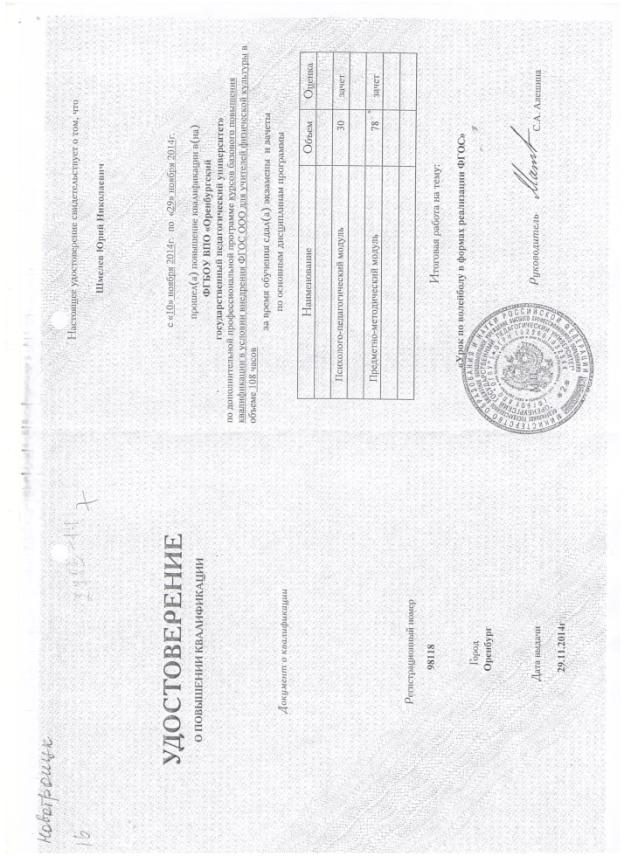 Новотроицк
16
УДОСТОВЕРЕНИЕ
О ПОВЫШЕНИИ КВАЛИФИКАЦИИ
Документ о квалификации
Регистрационный номер
98118
Город
Оренбург
Дата выдачи
29.11.2014г
Настоящее удостоверение свидетельствует о том, что
Шмелев Юрий Николаевич
с «10» ноября 2014г. по «29» ноября 2014г.
прошел(а) повышение квалификации в(на)
ФГБОУ ВПО «Оренбургский
государственный педагогический университет»
по дополнительной профессиональной программе курсов базового повышения
квалификации в условии внедрения ФГОС ООО для учителей физической культуры в
объеме 108 часов
за время обучения сдал(а) экзамены и зачеты
по основным дисциплинам программы
Наименование Объем Оценка
Психолого-педагогический модуль 30 зачет
Предметно-методический модуль 78 зачет
Итоговая работа на тему:
«Урок по волейболу в формах реализации ФГОС»
Руководитель С.А. Алешина